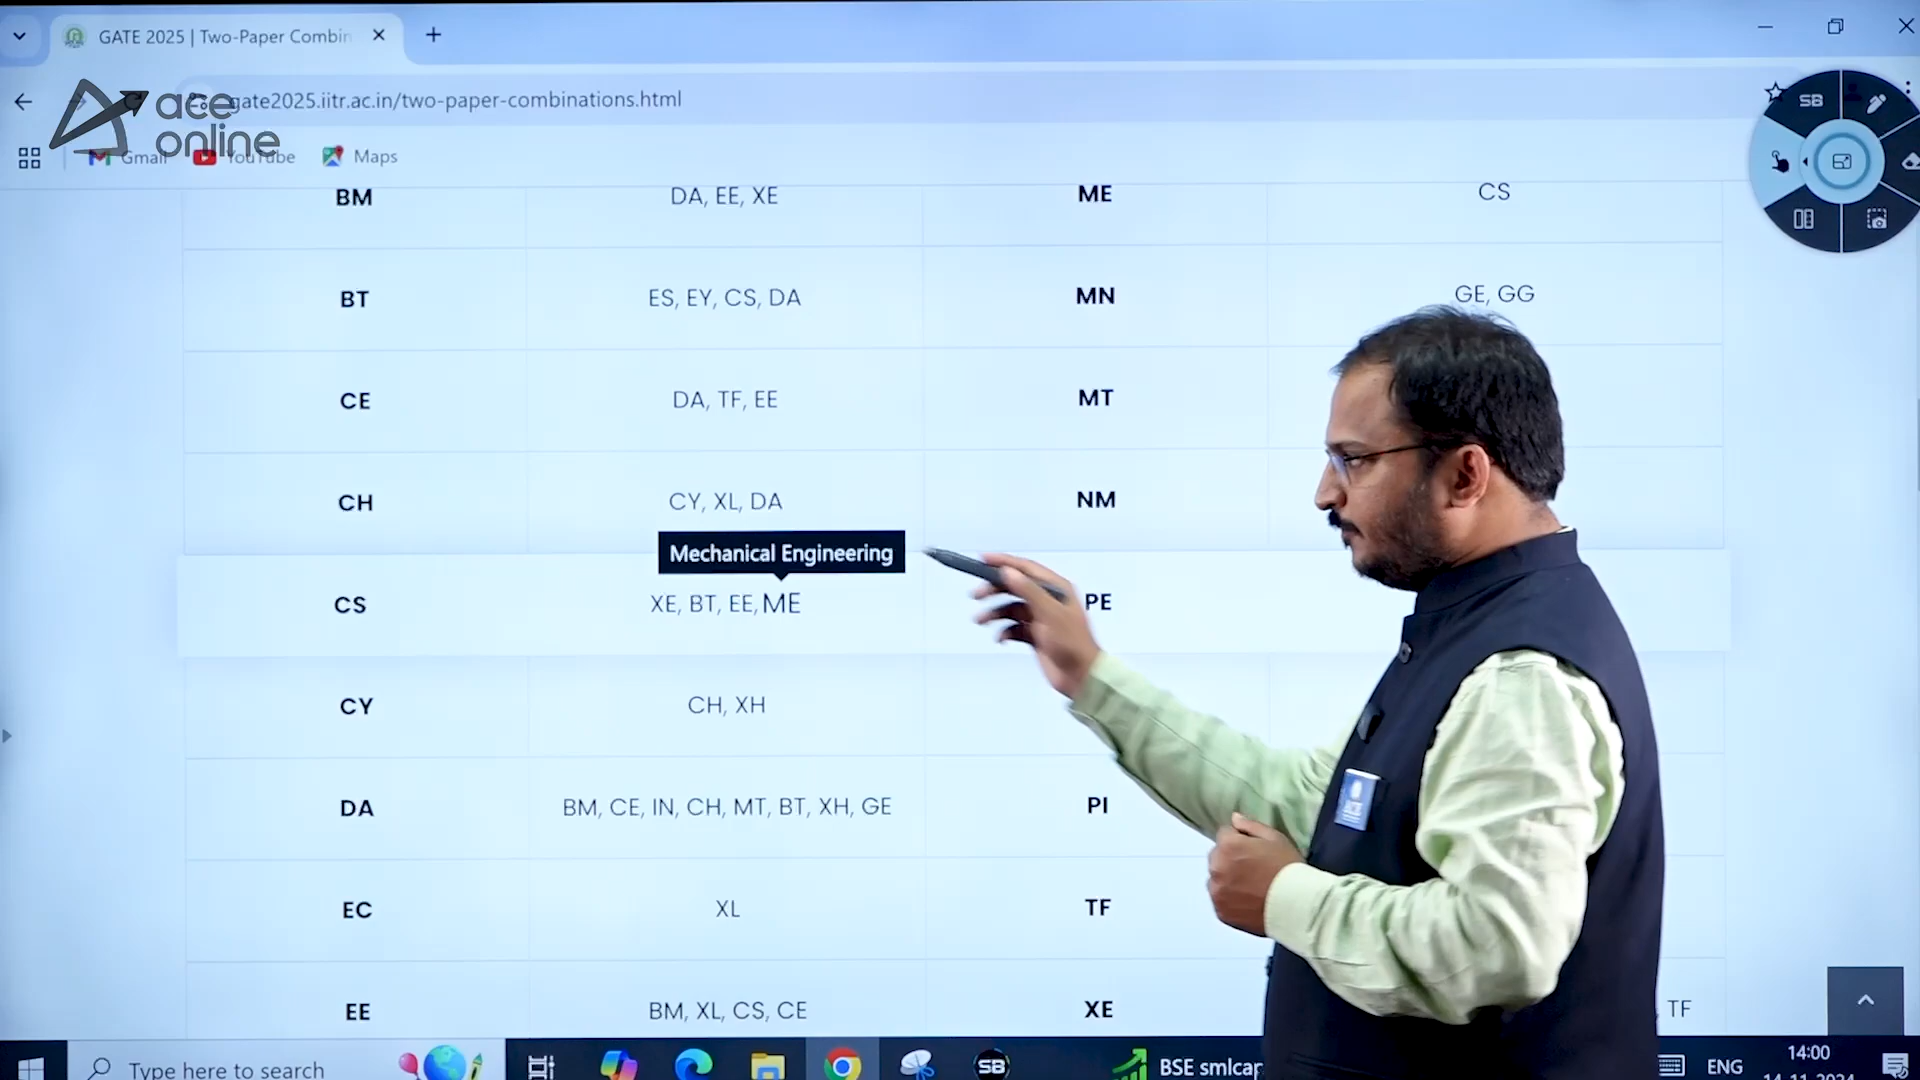 GATE 2025 | Two-Paper Combin
gate2025.iitr.ac.in/two-paper-combinations.html
ace
online
Gmail
YouTube
Maps
SB
BM DA, EE, XE ME CS
BT ES, EY, CS, DA MN GE, GG
CE DA, TF, EE MT
CH CY, XL, DA NM
Mechanical Engineering
CS XE, BT, EE, ME PE
CY CH, XH
DA BM, CE, IN, CH, MT, BT, XH, GE PI
EC XL TF
EE BM, XL, CS, CE XE TF
Type here to search
SB
BSE smlcap
ENG
14:00
14-11-2024